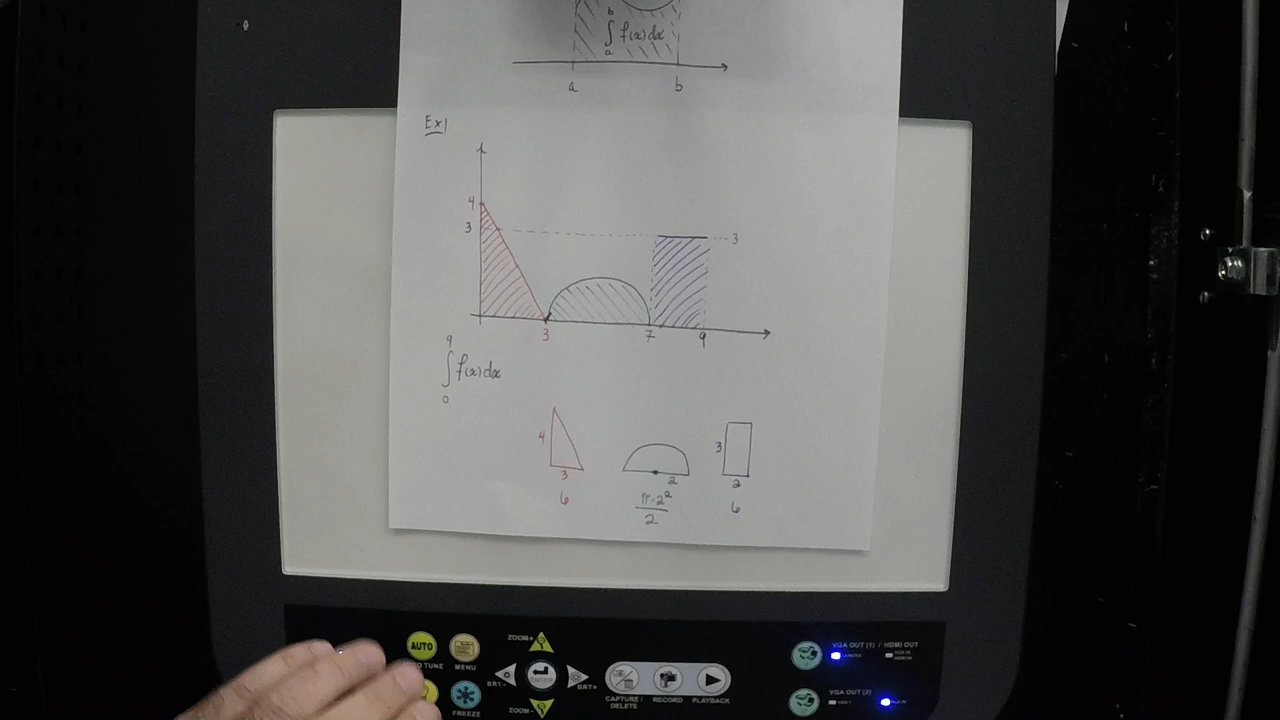 b
∫ f(x)dx
a
a b
Ex1
4
3
3
3 7 9
9
∫ f(x)dx
0
4 3
3 2 2
6 π·2² 6
2
VGA OUT (1) / HDMI OUT
ZOOM+
AUTO
MENU
BRT- ENTER BRT+
CAPTURE / DELETE RECORD PLAYBACK
VGA OUT (2)
FREEZE
ZOOM-